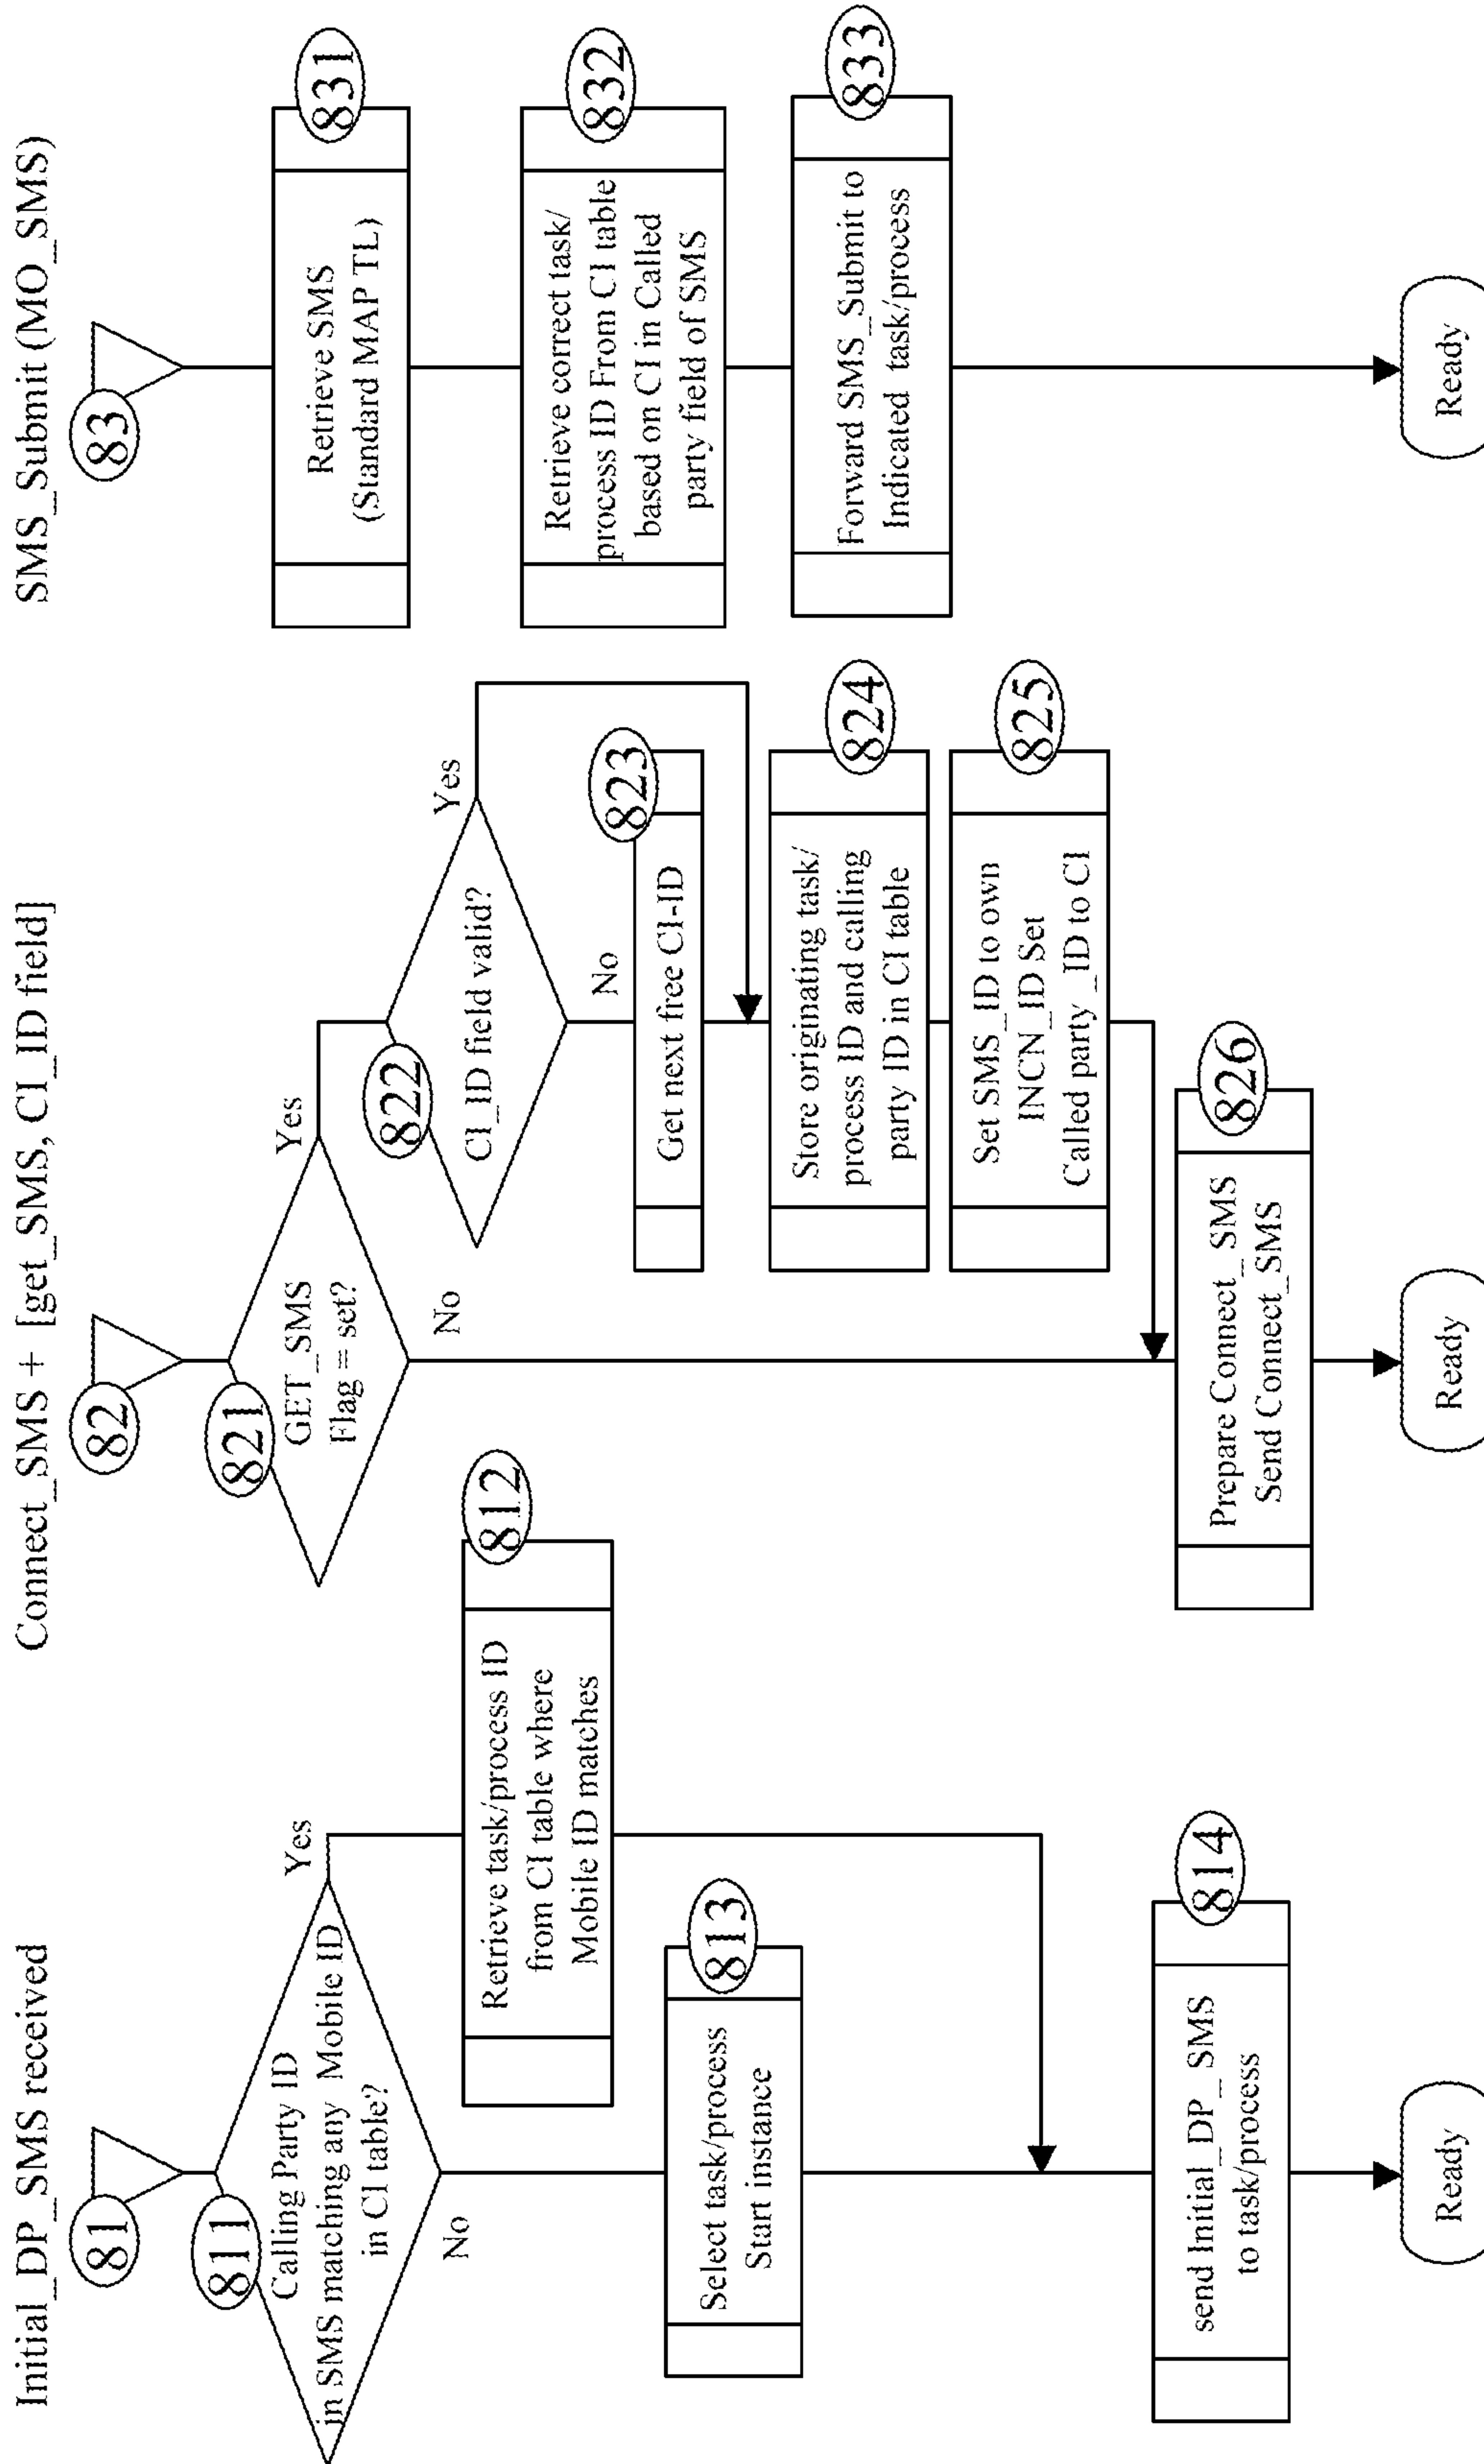 Initial_DP_SMS received
81
811
Calling Party ID
in SMS matching any Mobile ID
in CI table?
Yes
No
812
Retrieve task/process ID
from CI table where
Mobile ID matches
813
Select task/process
Start instance
814
send Initial_DP_SMS
to task/process
Ready
Connect_SMS + [get_SMS, CI_ID field]
82
821
GET_SMS
Flag = set?
Yes
No
822
CI_ID field valid?
Yes
No
823
Get next free CI-ID
824
Store originating task/
process ID and calling
party ID in CI table
825
Set SMS_ID to own
INCN_ID Set
Called party_ID to CI
826
Prepare Connect_SMS
Send Connect_SMS
Ready
SMS_Submit (MO_SMS)
83
831
Retrieve SMS
(Standard MAP TL)
832
Retrieve correct task/
process ID From CI table
based on CI in Called
party field of SMS
833
Forward SMS_Submit to
Indicated task/process
Ready